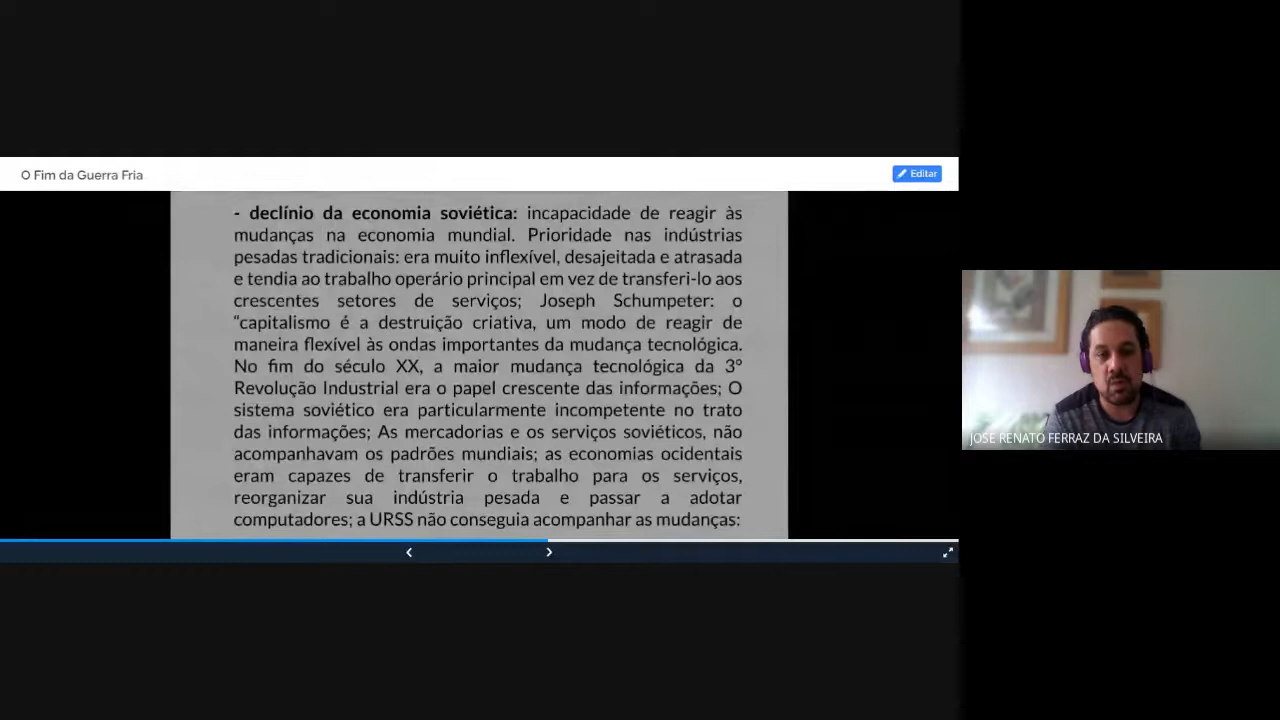 O Fim da Guerra Fria
Editar
- declínio da economia soviética: incapacidade de reagir às
mudanças na economia mundial. Prioridade nas indústrias
pesadas tradicionais: era muito inflexível, desajeitada e atrasada
e tendia ao trabalho operário principal em vez de transferi-lo aos
crescentes setores de serviços; Joseph Schumpeter: o
“capitalismo é a destruição criativa, um modo de reagir de
maneira flexível às ondas importantes da mudança tecnológica.
No fim do século XX, a maior mudança tecnológica da 3°
Revolução Industrial era o papel crescente das informações; O
sistema soviético era particularmente incompetente no trato
das informações; As mercadorias e os serviços soviéticos, não
acompanhavam os padrões mundiais; as economias ocidentais
eram capazes de transferir o trabalho para os serviços,
reorganizar sua indústria pesada e passar a adotar
computadores; a URSS não conseguia acompanhar as mudanças:
JOSE RENATO FERRAZ DA SILVEIRA